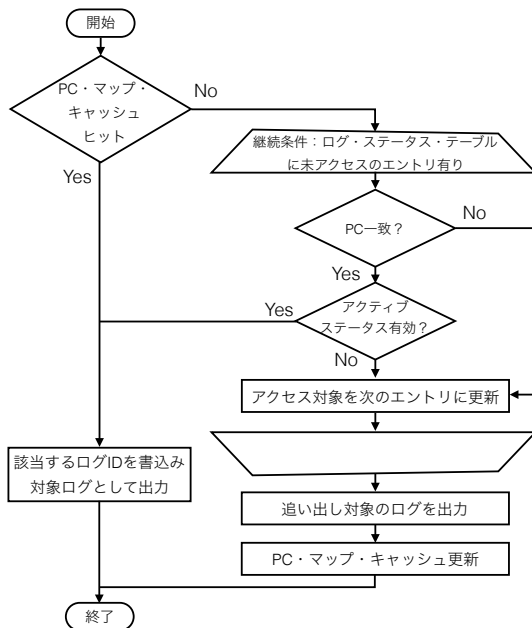 開始
PC・マップ・
キャッシュ
ヒット
No
Yes
継続条件：ログ・ステータス・テーブル
に未アクセスのエントリ有り
PC一致？
No
Yes
アクティブ
ステータス有効？
Yes
No
アクセス対象を次のエントリに更新
該当するログIDを書込み
対象ログとして出力
追い出し対象のログを出力
PC・マップ・キャッシュ更新
終了